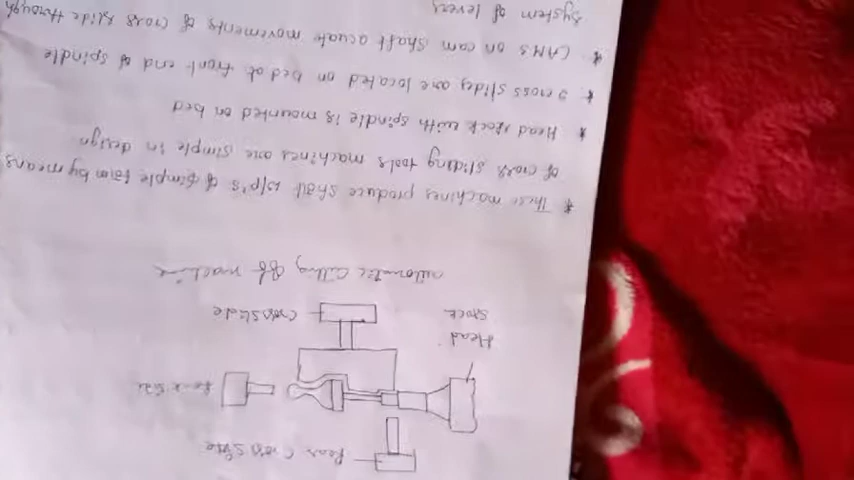 Rear Cross Slide
Head
stock
Cross slide
automatic cutting off machine
* These machines produce short w/p's of simple form by means
of cross sliding tools machines are simple in design
* Head stock with spindle is mounted on bed
* 2 cross slides are located on bed at front end of spindle
* CAMS on cam shaft acuate movements of cross slide through
system of levers